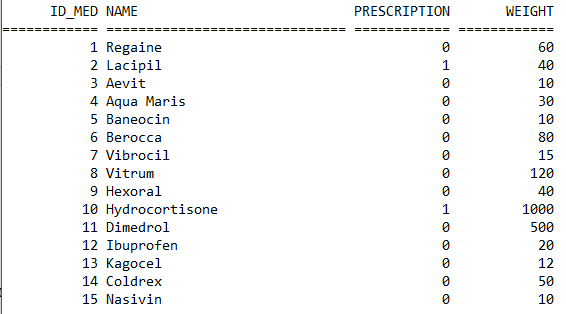 ID_MED NAME PRESCRIPTION WEIGHT
============ ============================== ============ ============
1 Regaine 0 60
2 Lacipil 1 40
3 Aevit 0 10
4 Aqua Maris 0 30
5 Baneocin 0 10
6 Berocca 0 80
7 Vibrocil 0 15
8 Vitrum 0 120
9 Hexoral 0 40
10 Hydrocortisone 1 1000
11 Dimedrol 0 500
12 Ibuprofen 0 20
13 Kagocel 0 12
14 Coldrex 0 50
15 Nasivin 0 10